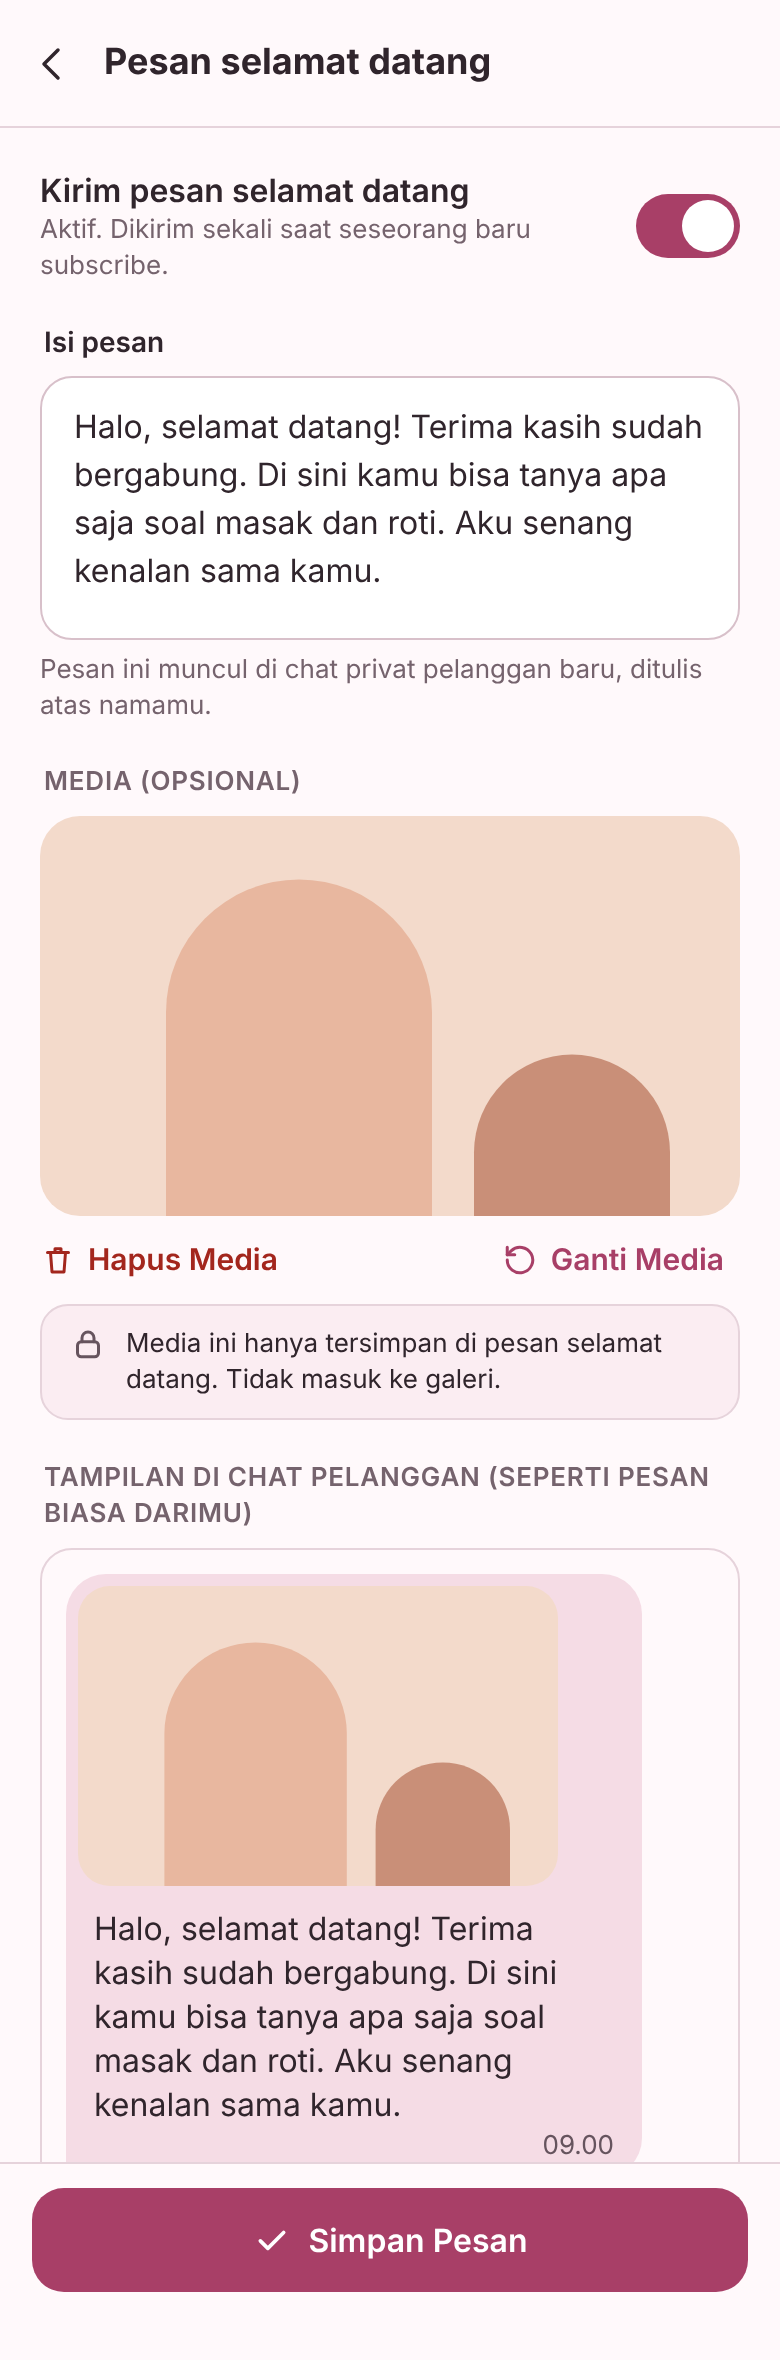 Pesan selamat datang
Kirim pesan selamat datang
Aktif. Dikirim sekali saat seseorang baru
subscribe.
Isi pesan
Halo, selamat datang! Terima kasih sudah
bergabung. Di sini kamu bisa tanya apa
saja soal masak dan roti. Aku senang
kenalan sama kamu.
Pesan ini muncul di chat privat pelanggan baru, ditulis
atas namamu.
MEDIA (OPSIONAL)
Hapus Media
Ganti Media
Media ini hanya tersimpan di pesan selamat
datang. Tidak masuk ke galeri.
TAMPILAN DI CHAT PELANGGAN (SEPERTI PESAN
BIASA DARIMU)
Halo, selamat datang! Terima
kasih sudah bergabung. Di sini
kamu bisa tanya apa saja soal
masak dan roti. Aku senang
kenalan sama kamu.
09.00
Simpan Pesan